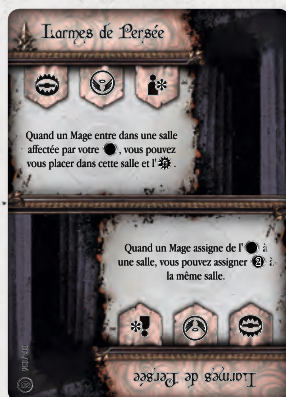 Larmes de Persée
Quand un Mage entre dans une salle
affectée par votre , vous pouvez
vous placer dans cette salle et l' .
Quand un Mage assigne de l' à
une salle, vous pouvez assigner 2 à
la même salle.
Larmes de Persée